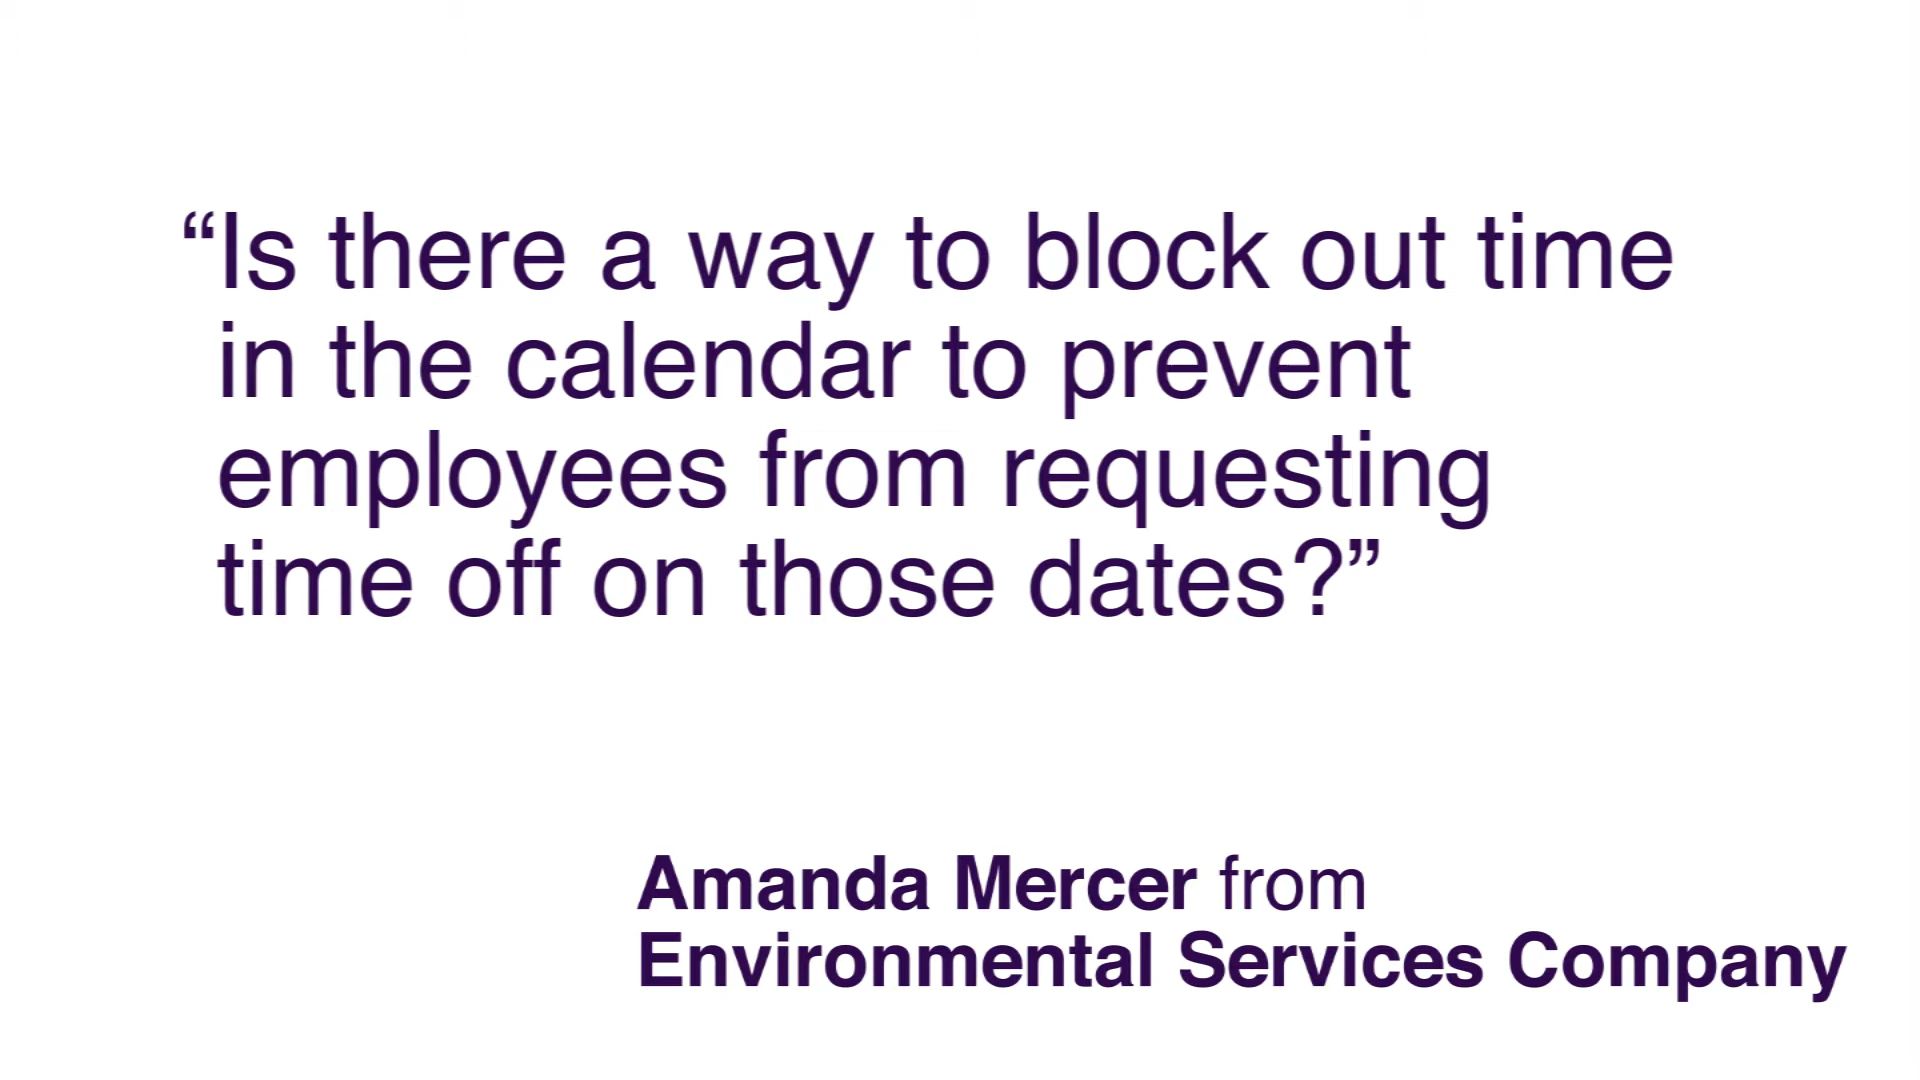 “Is there a way to block out time
in the calendar to prevent
employees from requesting
time off on those dates?”
Amanda Mercer from
Environmental Services Company